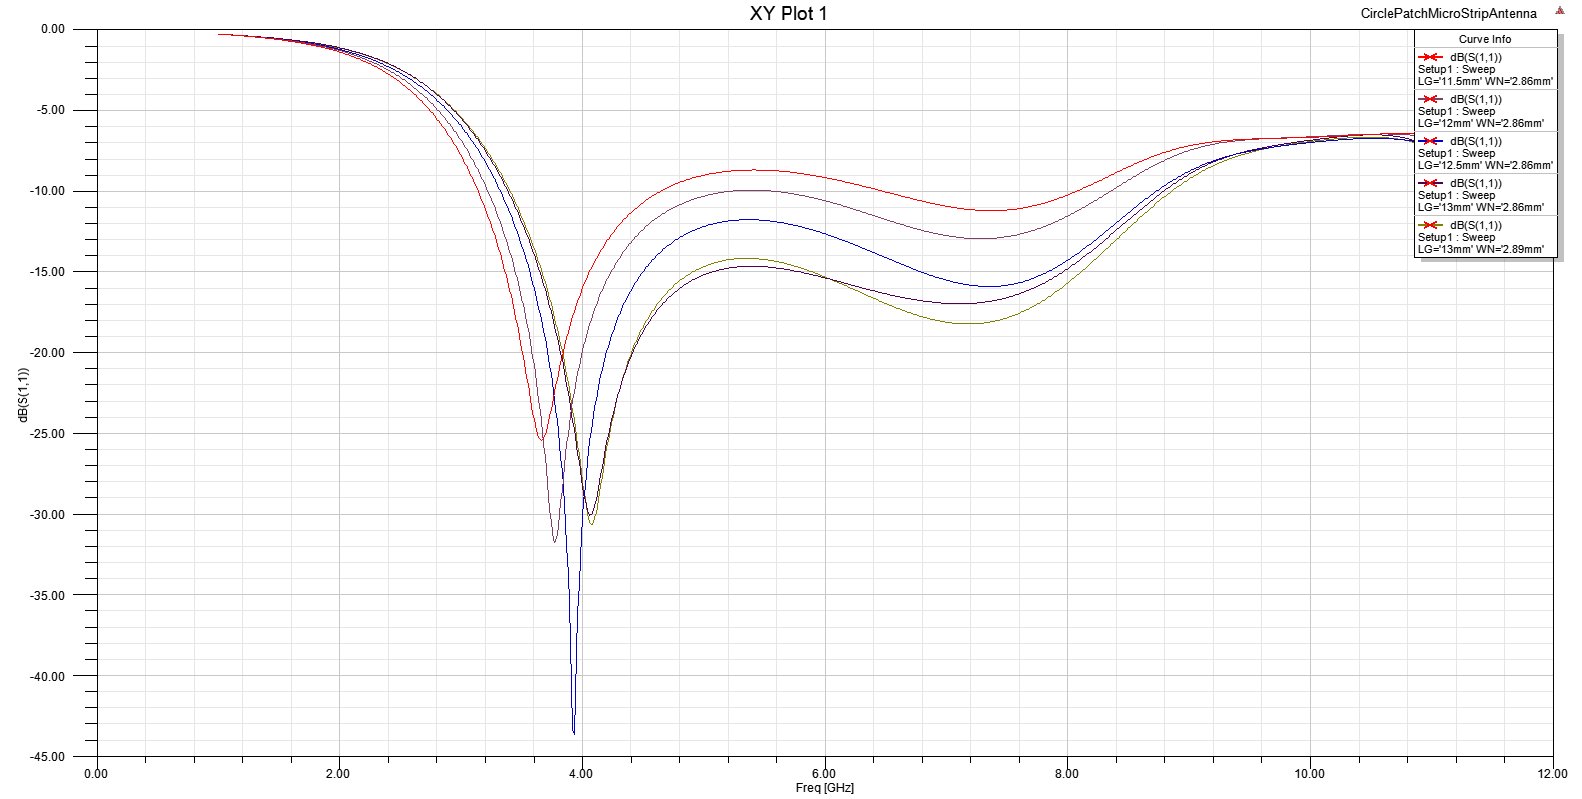 XY Plot 1
CirclePatchMicroStripAntenna
Curve Info
dB(S(1,1))
Setup1 : Sweep
LG='11.5mm' WN='2.86mm'
dB(S(1,1))
Setup1 : Sweep
LG='12mm' WN='2.86mm'
dB(S(1,1))
Setup1 : Sweep
LG='12.5mm' WN='2.86mm'
dB(S(1,1))
Setup1 : Sweep
LG='13mm' WN='2.86mm'
dB(S(1,1))
Setup1 : Sweep
LG='13mm' WN='2.89mm'
0.00
-5.00
-10.00
-15.00
-20.00
-25.00
-30.00
-35.00
-40.00
-45.00
dB(S(1,1))
0.00 2.00 4.00 6.00 8.00 10.00 12.00
Freq [GHz]